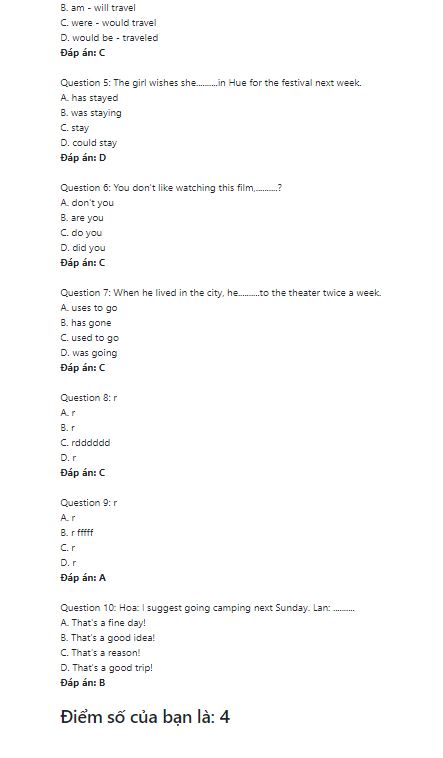 B. am - will travel
C. were - would travel
D. would be - traveled
Đáp án: C
Question 5: The girl wishes she..........in Hue for the festival next week.
A. has stayed
B. was staying
C. stay
D. could stay
Đáp án: D
Question 6: You don't like watching this film,..........?
A. don't you
B. are you
C. do you
D. did you
Đáp án: C
Question 7: When he lived in the city, he..........to the theater twice a week.
A. uses to go
B. has gone
C. used to go
D. was going
Đáp án: C
Question 8: r
A. r
B. r
C. rdddddd
D. r
Đáp án: C
Question 9: r
A. r
B. r fffff
C. r
D. r
Đáp án: A
Question 10: Hoa: I suggest going camping next Sunday. Lan: ..........
A. That's a fine day!
B. That's a good idea!
C. That's a reason!
D. That's a good trip!
Đáp án: B
Điểm số của bạn là: 4